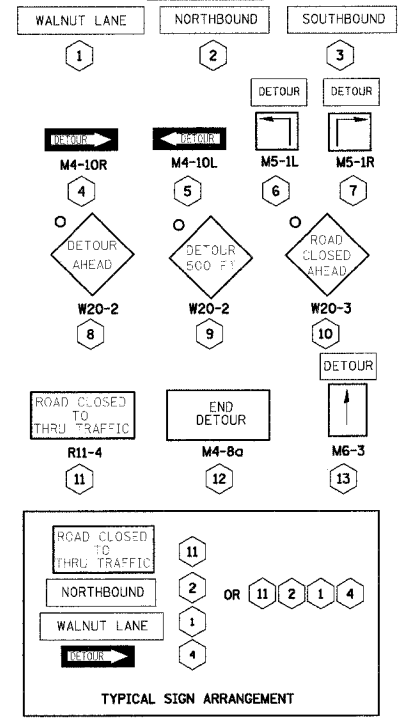 WALNUT LANE NORTHBOUND SOUTHBOUND
1 2 3
DETOUR DETOUR
DETOUR DETOUR
M4-10R M4-10L M5-1L M5-1R
4 5 6 7
DETOUR AHEAD
DETOUR 500 FT
ROAD CLOSED AHEAD
W20-2 W20-2 W20-3
8 9 10
DETOUR
ROAD CLOSED
TO
THRU TRAFFIC
END
DETOUR
R11-4 M4-8a M6-3
11 12 13
ROAD CLOSED
TO
THRU TRAFFIC
11
NORTHBOUND 2 OR 11 2 1 4
WALNUT LANE 1
DETOUR 4
TYPICAL SIGN ARRANGEMENT